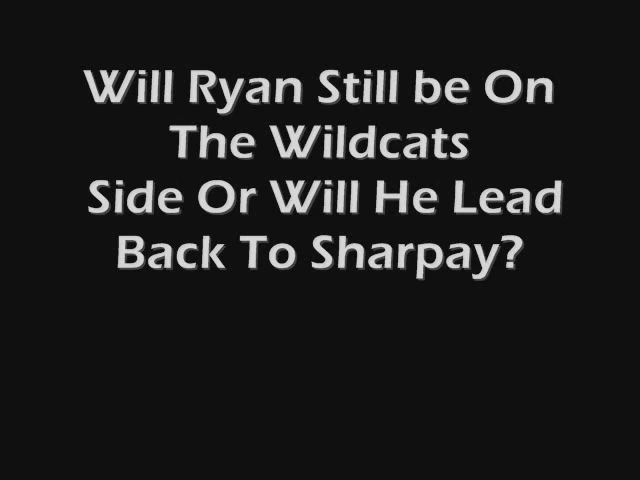 Will Ryan Still be On
The Wildcats
Side Or Will He Lead
Back To Sharpay?